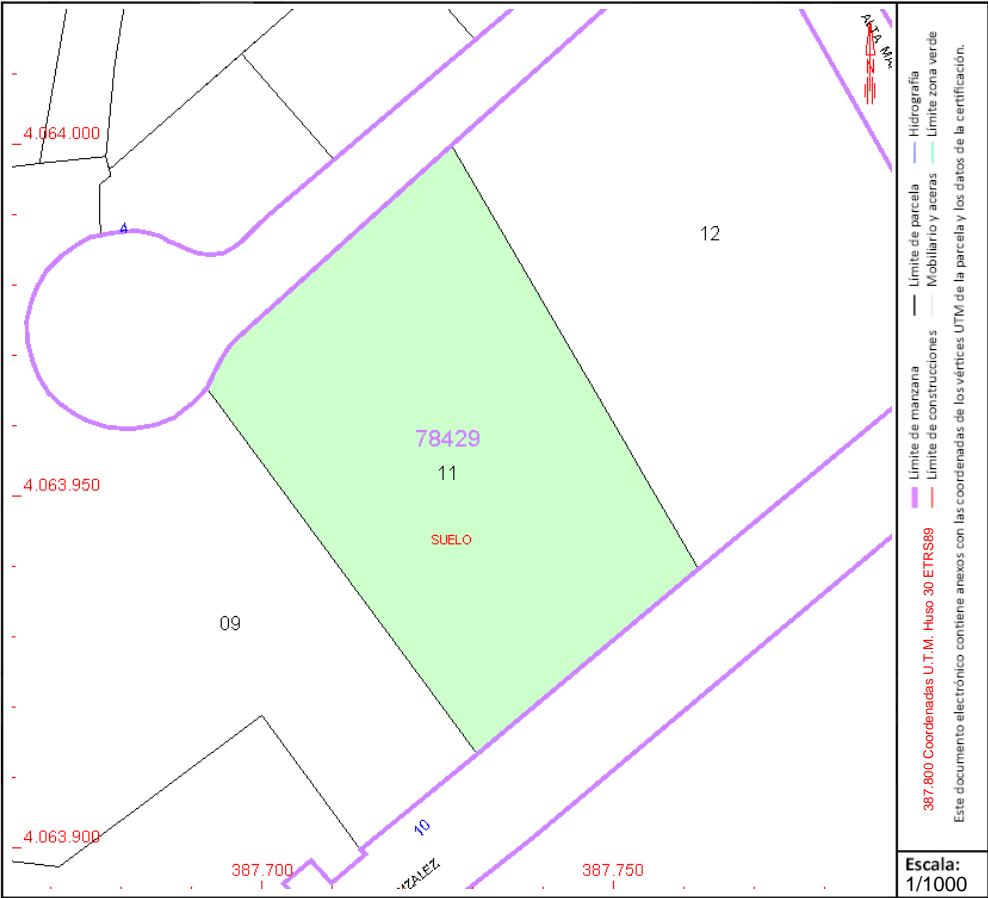 4.064.000
4
12
78429
11
4.063.950
SUELO
09
4.063.900
10
387.700
387.750
N
Límite de manzana
Límite de parcela
Hidrografía
Límite de construcciones
Mobiliario y aceras
Límite zona verde
387.800 Coordenadas U.T.M. Huso 30 ETRS89
Este documento electrónico contiene anexos con las coordenadas de los vértices UTM de la parcela y los datos de la certificación.
Escala:
1/1000